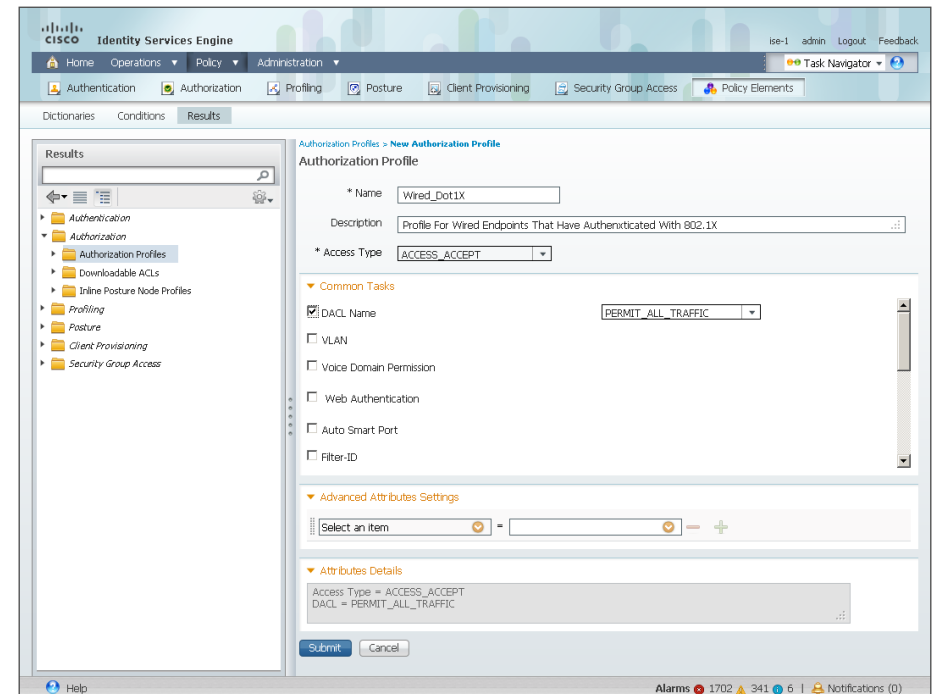 CISCO Identity Services Engine
ise-1 admin Logout Feedback
Home Operations Policy Administration
Task Navigator
Authentication Authorization Profiling Posture Client Provisioning Security Group Access Policy Elements
Dictionaries Conditions Results
Results
Authentication
Authorization
Authorization Profiles
Downloadable ACLs
Inline Posture Node Profiles
Profiling
Posture
Client Provisioning
Security Group Access
Authorization Profiles > New Authorization Profile
Authorization Profile
* Name Wired_Dot1X
Description Profile For Wired Endpoints That Have Authenxticated With 802.1X
* Access Type ACCESS_ACCEPT
Common Tasks
DACL Name PERMIT_ALL_TRAFFIC
VLAN
Voice Domain Permission
Web Authentication
Auto Smart Port
Filter-ID
Advanced Attributes Settings
Select an item =
Attributes Details
Access Type = ACCESS_ACCEPT
DACL = PERMIT_ALL_TRAFFIC
Submit Cancel
Help
Alarms 1702 341 6 | Notifications (0)